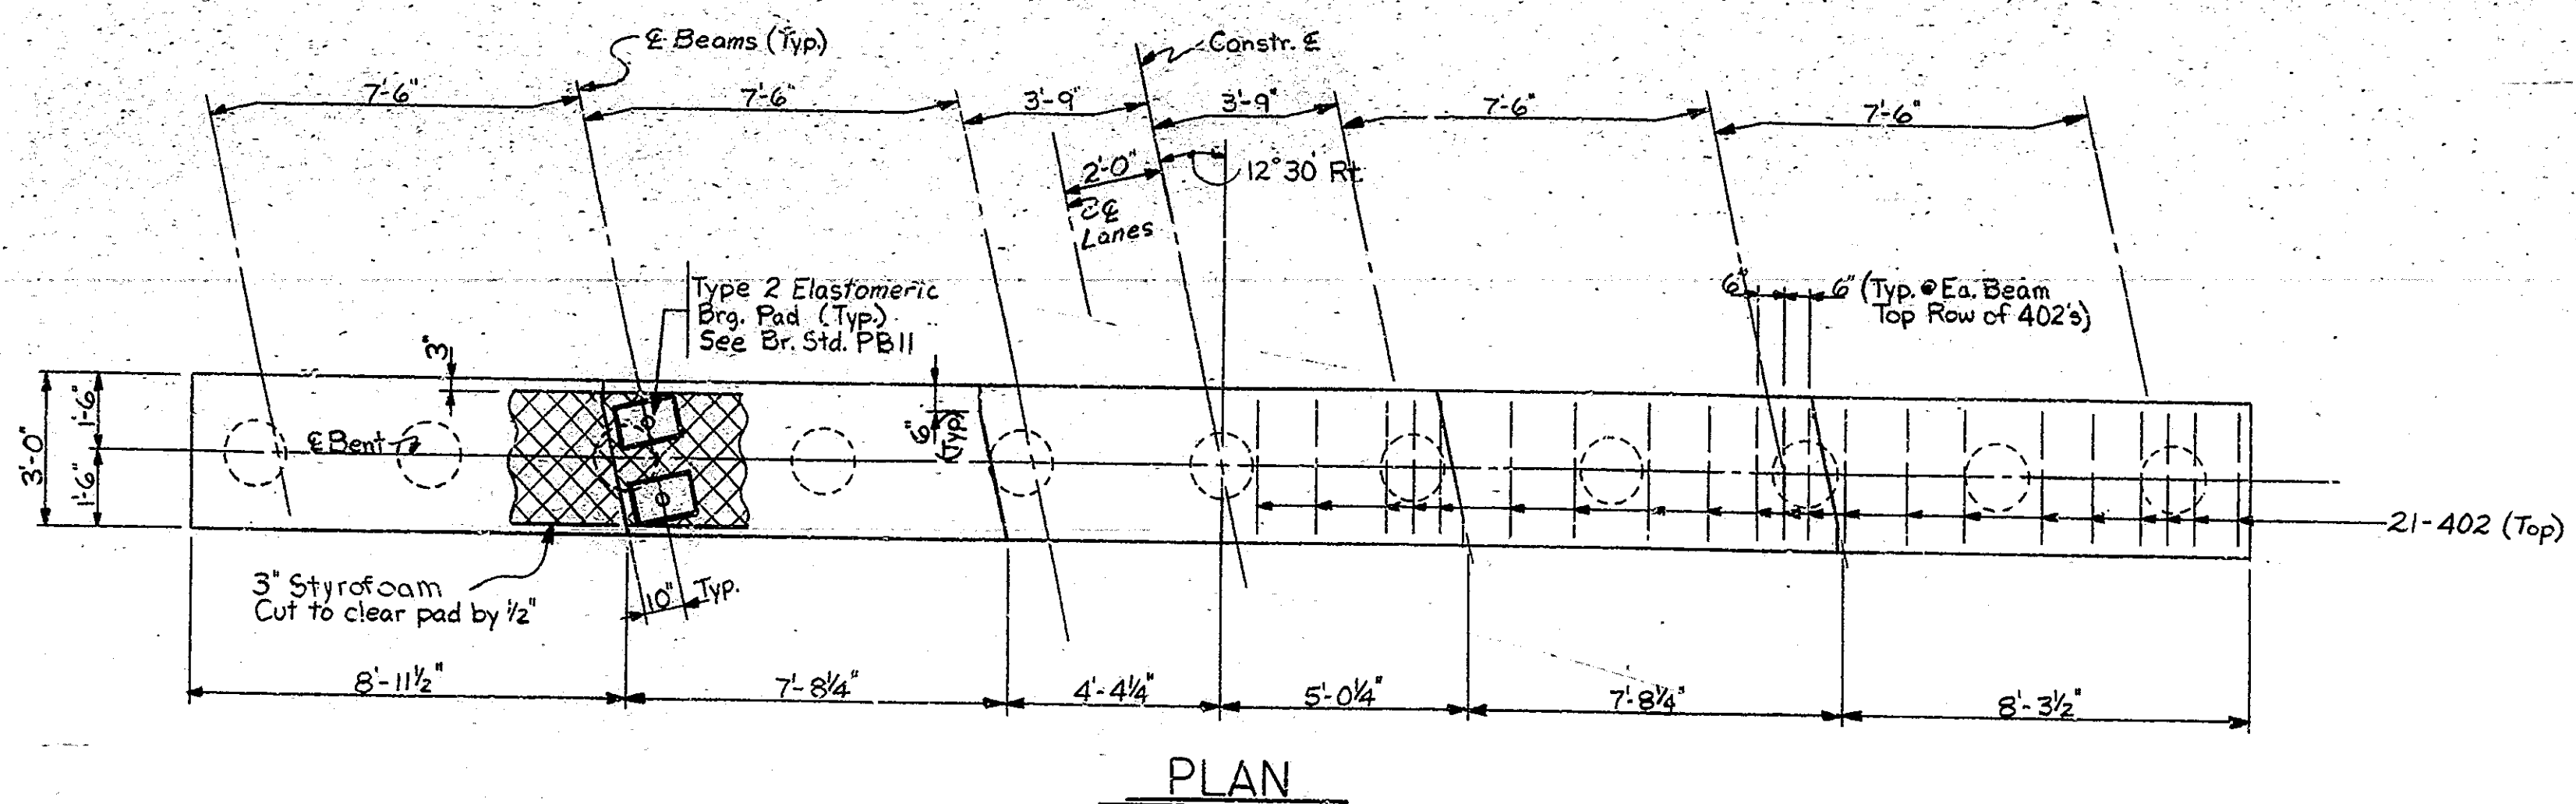 ℄ Beams (Typ.)
Constr. ℄
7'-6"
7'-6"
3'-9"
3'-9"
7'-6"
7'-6"
2'-0"
12°30' Rt.
℄
Lanes
Type 2 Elastomeric
Brg. Pad (Typ.)
See Br. Std. PB11
6"
6" (Typ. @ Ea. Beam
Top Row of 402's)
3"
3'-0"
1'-6"
1'-6"
℄ Bent
6"
(Typ)
21-402 (Top)
3" Styrofoam
Cut to clear pad by 1/2"
10" Typ.
8'-11 1/2"
7'-8 1/4"
4'-4 1/4"
5'-0 1/4"
7'-8 1/4"
8'-3 1/2"
PLAN